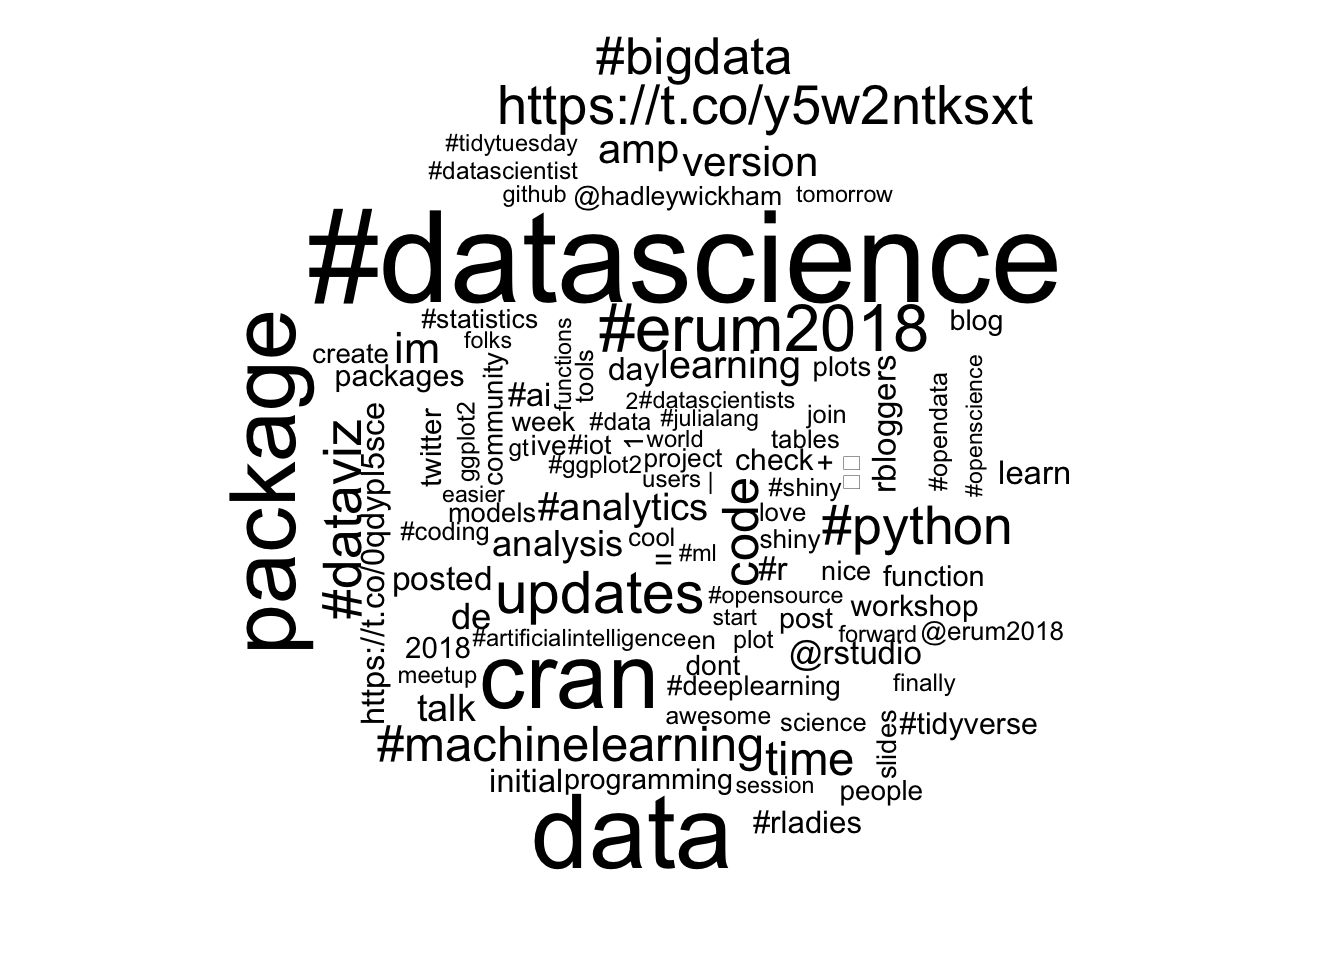 #bigdata
https://t.co/y5w2ntksxt
#tidytuesday
amp
version
#datascientist
github
@hadleywickham
tomorrow
#datascience
package
#statistics
#erum2018
blog
create
im
folks
functions
tools
day
learning
plots
packages
community
#ai
2
#datascientists
rbloggers
#opendata
#openscience
#dataviz
https://t.co/0qdypl5sce
twitter
ggplot2
week
#data
#julialang
join
gt
ive
#iot
1
world
tables
#ggplot2
project
check
+
users
|
#shiny
learn
easier
models
#analytics
code
love
#python
#coding
analysis
cool
=
#ml
shiny
#r
nice
function
posted
updates
#opensource
workshop
de
start
post
forward
@erum2018
2018
#artificialintelligence
en
plot
@rstudio
meetup
cran
dont
#deeplearning
finally
talk
awesome
science
slides
#tidyverse
#machinelearning
time
initial
programming
session
people
data
#rladies